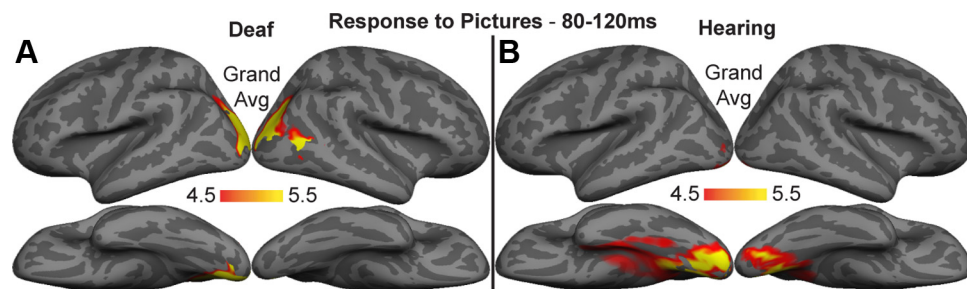 Response to Pictures - 80-120ms
A Deaf
Grand
Avg
4.5 5.5
B Hearing
Grand
Avg
4.5 5.5